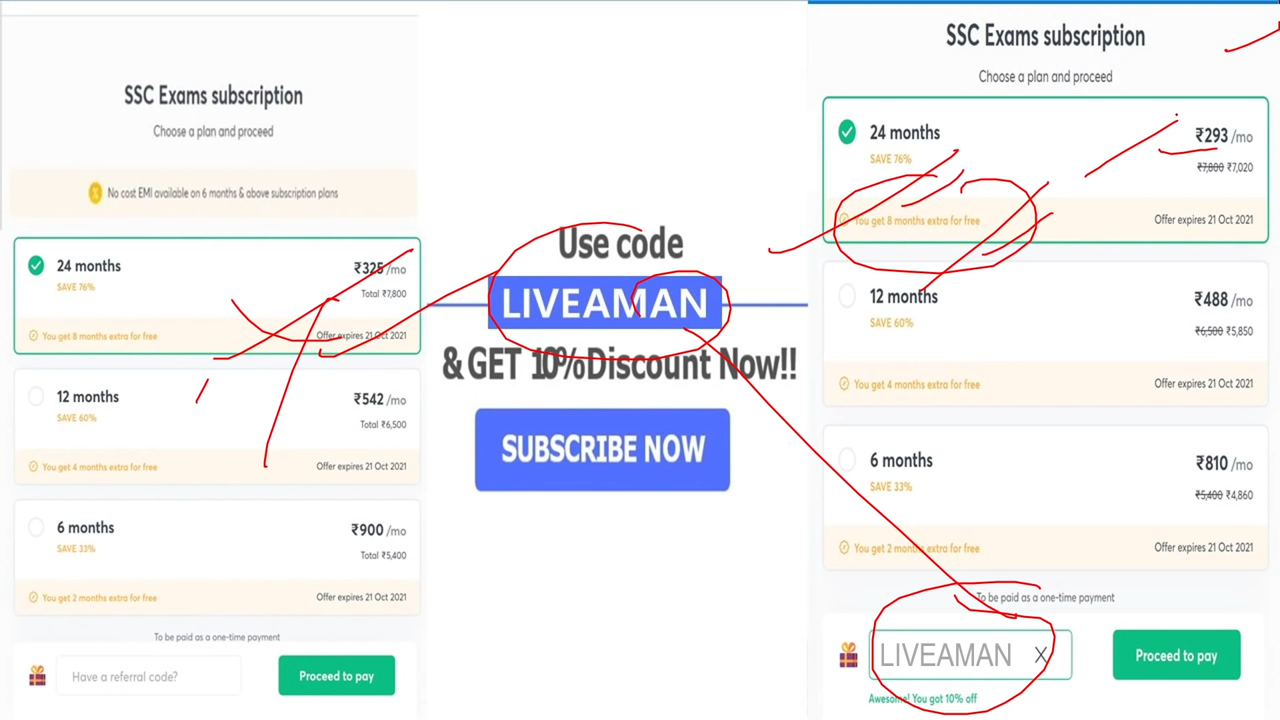 SSC Exams subscription
Choose a plan and proceed
No cost EMI available on 6 months & above subscription plans
24 months
₹325 /mo
SAVE 76%
Total ₹7,800
You get 8 months extra for free
Offer expires 21 Oct 2021
12 months
₹542 /mo
SAVE 60%
Total ₹6,500
You get 4 months extra for free
Offer expires 21 Oct 2021
6 months
₹900 /mo
SAVE 33%
Total ₹5,400
You get 2 months extra for free
Offer expires 21 Oct 2021
To be paid as a one-time payment
Have a referral code?
Proceed to pay
Use code
LIVEAMAN
& GET 10% Discount Now!!
SUBSCRIBE NOW
SSC Exams subscription
Choose a plan and proceed
24 months
₹293 /mo
SAVE 76%
₹7,800 ₹7,020
You get 8 months extra for free
Offer expires 21 Oct 2021
12 months
₹488 /mo
SAVE 60%
₹6,500 ₹5,850
You get 4 months extra for free
Offer expires 21 Oct 2021
6 months
₹810 /mo
SAVE 33%
₹5,400 ₹4,860
You get 2 months extra for free
Offer expires 21 Oct 2021
To be paid as a one-time payment
LIVEAMAN X
Proceed to pay
Awesome! You got 10% off